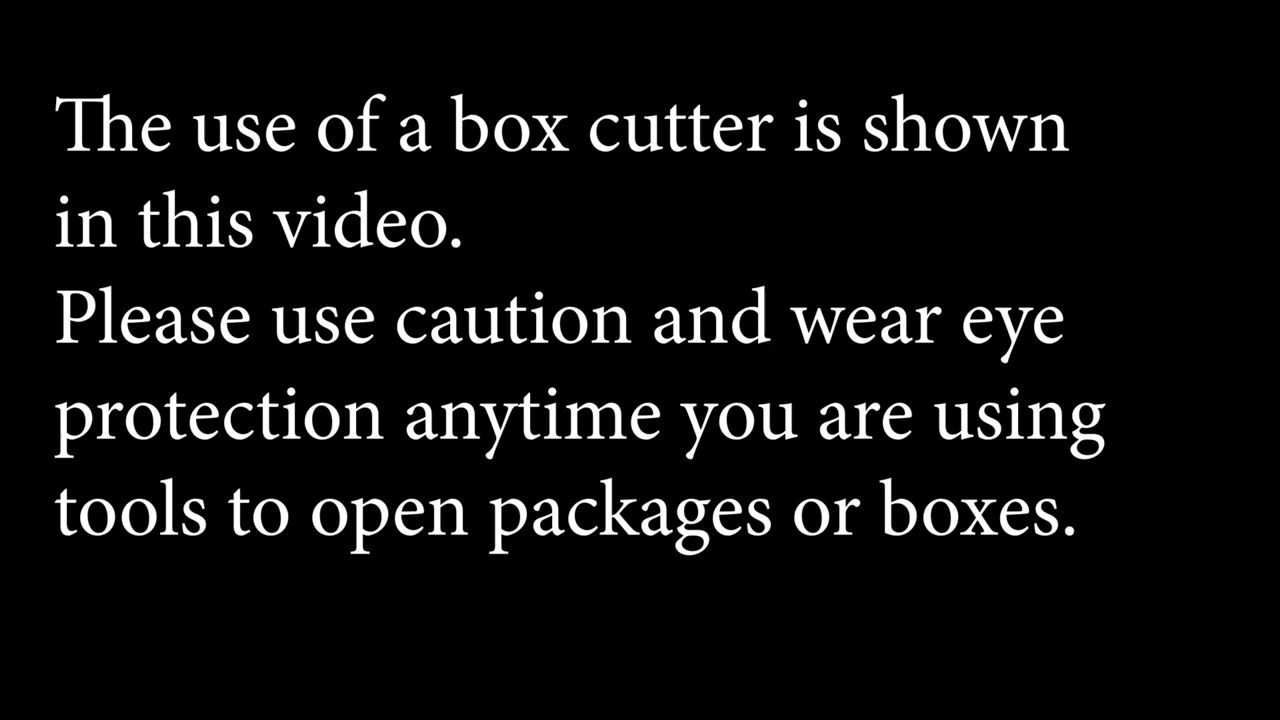 The use of a box cutter is shown
in this video.
Please use caution and wear eye
protection anytime you are using
tools to open packages or boxes.